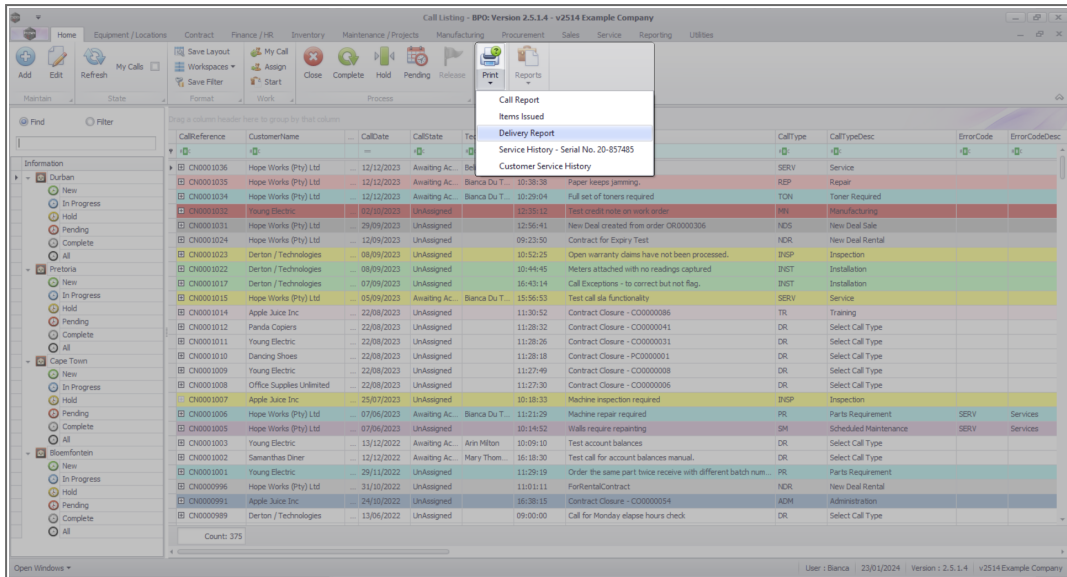 Call Listing - BPO: Version 2.5.1.4 - v2514 Example Company
Home Equipment / Locations Contract Finance / HR Inventory Maintenance / Projects Manufacturing Procurement Sales Service Reporting Utilities
Add Edit Refresh My Calls Save Layout Workspaces Save Filter My Call Assign Start Close Complete Hold Pending Release Print Reports
Maintain State Format Work Process
Call Report
Items Issued
Delivery Report
Service History - Serial No. 20-857485
Customer Service History
Find Filter
Drag a column header here to group by that column
Information
Durban
New
In Progress
Hold
Pending
Complete
All
Pretoria
New
In Progress
Hold
Pending
Complete
All
Cape Town
New
In Progress
Hold
Pending
Complete
All
Bloemfontein
New
In Progress
Hold
Pending
Complete
All
CallReference CustomerName ... CallDate CallState CallType CallTypeDesc ErrorCode ErrorCodeDesc
CN0001036 Hope Works (Pty) Ltd ... 12/12/2023 Awaiting Ac... SERV Service
CN0001035 Hope Works (Pty) Ltd ... 12/12/2023 Awaiting Ac... Bianca Du T... 10:38:38 Paper keeps jamming. REP Repair
CN0001034 Hope Works (Pty) Ltd ... 12/12/2023 Awaiting Ac... Bianca Du T... 10:29:04 Full set of toners required TON Toner Required
CN0001032 Young Electric ... 02/10/2023 UnAssigned 12:35:12 Test credit note on work order MN Manufacturing
CN0001031 Hope Works (Pty) Ltd ... 29/09/2023 UnAssigned 12:56:41 New Deal created from order OR0000306 NDS New Deal Sale
CN0001024 Hope Works (Pty) Ltd ... 12/09/2023 UnAssigned 09:23:50 Contract for Expiry Test NDR New Deal Rental
CN0001023 Derton / Technologies ... 08/09/2023 UnAssigned 10:52:25 Open warranty claims have not been processed. INSP Inspection
CN0001022 Derton / Technologies ... 08/09/2023 UnAssigned 10:44:45 Meters attached with no readings captured INST Installation
CN0001017 Derton / Technologies ... 07/09/2023 UnAssigned 16:43:14 Call Exceptions - to correct but not flag. INST Installation
CN0001015 Hope Works (Pty) Ltd ... 05/09/2023 Awaiting Ac... Bianca Du T... 15:56:53 Test call sla functionality SERV Service
CN0001014 Apple Juice Inc ... 22/08/2023 UnAssigned 11:30:52 Contract Closure - CO0000086 TR Training
CN0001012 Panda Copiers ... 22/08/2023 UnAssigned 11:28:32 Contract Closure - CO0000041 DR Select Call Type
CN0001011 Young Electric ... 22/08/2023 UnAssigned 11:28:26 Contract Closure - CO0000031 DR Select Call Type
CN0001010 Dancing Shoes ... 22/08/2023 UnAssigned 11:28:18 Contract Closure - PC0000001 DR Select Call Type
CN0001009 Young Electric ... 22/08/2023 UnAssigned 11:27:49 Contract Closure - CO0000008 DR Select Call Type
CN0001008 Office Supplies Unlimited ... 22/08/2023 UnAssigned 11:27:30 Contract Closure - CO0000006 DR Select Call Type
CN0001007 Apple Juice Inc ... 25/07/2023 UnAssigned 10:18:33 Machine inspection required INSP Inspection
CN0001006 Hope Works (Pty) Ltd ... 07/06/2023 Awaiting Ac... Bianca Du T... 11:21:29 Machine repair required PR Parts Requirement SERV Services
CN0001005 Hope Works (Pty) Ltd ... 07/06/2023 UnAssigned 10:14:52 Walls require repainting SM Scheduled Maintenance SERV Services
CN0001003 Young Electric ... 13/12/2022 Awaiting Ac... Arin Milton 10:09:10 Test account balances DR Select Call Type
CN0001002 Samanthas Diner ... 12/12/2022 Awaiting Ac... Mary Thom... 16:18:30 Test call for account balances manual. DR Select Call Type
CN0001001 Young Electric ... 29/11/2022 UnAssigned 11:29:19 Order the same part twice receive with different batch num... PR Parts Requirement
CN0000996 Hope Works (Pty) Ltd ... 31/10/2022 UnAssigned 11:01:11 ForRentalContract NDR New Deal Rental
CN0000991 Apple Juice Inc ... 24/10/2022 UnAssigned 16:38:15 Contract Closure - CO0000054 ADM Administration
CN0000989 Derton / Technologies ... 13/06/2022 UnAssigned 09:00:00 Call for Monday elapse hours check DR Select Call Type
Count: 375
Open Windows User : Bianca 23/01/2024 Version : 2.5.1.4 v2514 Example Company